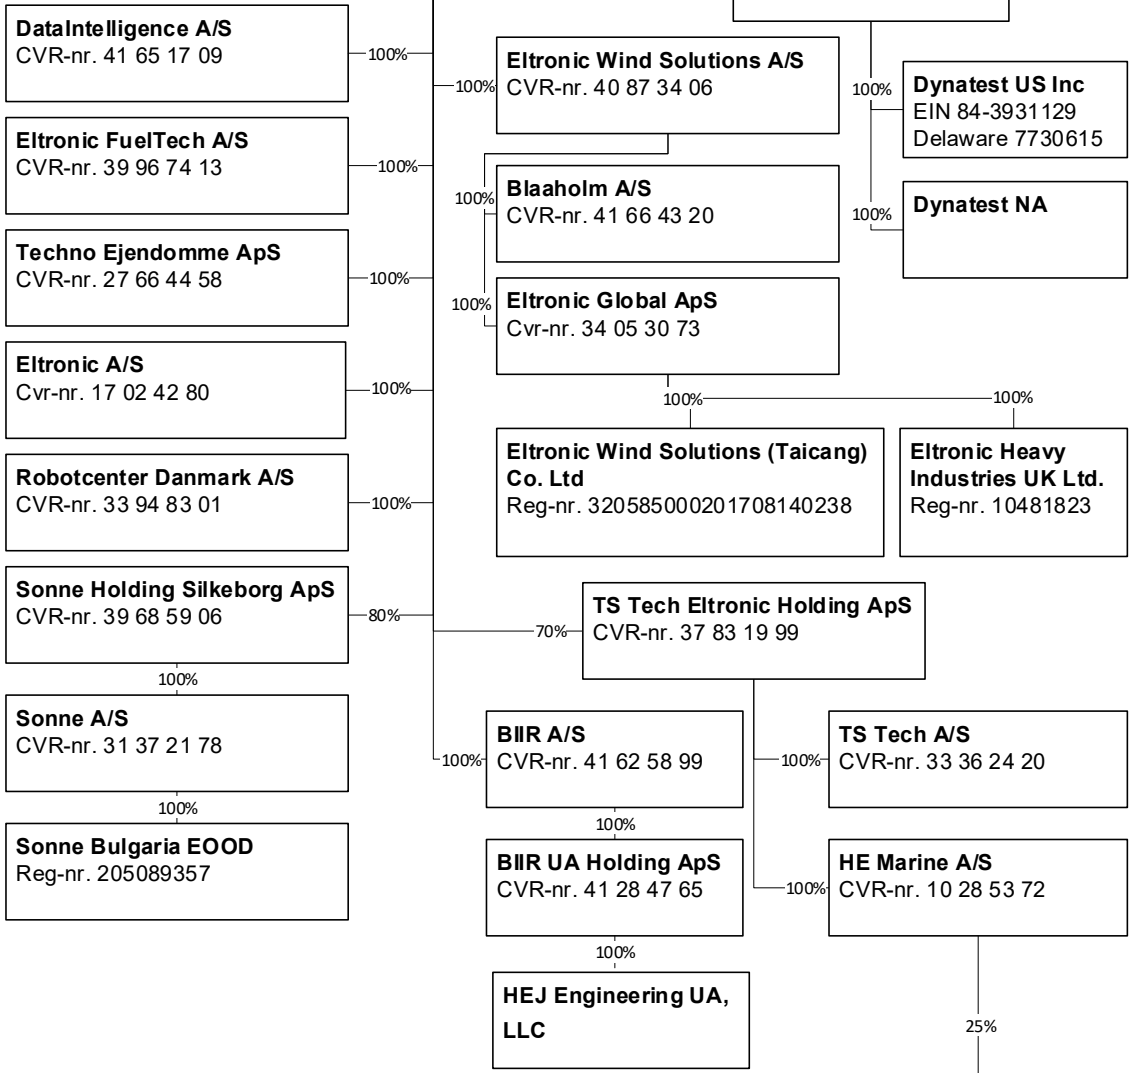 DataIntelligence A/S
CVR-nr. 41 65 17 09
100%
Eltronic FuelTech A/S
CVR-nr. 39 96 74 13
100%
Techno Ejendomme ApS
CVR-nr. 27 66 44 58
100%
Eltronic A/S
Cvr-nr. 17 02 42 80
100%
Robotcenter Danmark A/S
CVR-nr. 33 94 83 01
100%
Sonne Holding Silkeborg ApS
CVR-nr. 39 68 59 06
80%
100%
Sonne A/S
CVR-nr. 31 37 21 78
100%
Sonne Bulgaria EOOD
Reg-nr. 205089357
100%
Eltronic Wind Solutions A/S
CVR-nr. 40 87 34 06
100%
Blaaholm A/S
CVR-nr. 41 66 43 20
100%
Eltronic Global ApS
Cvr-nr. 34 05 30 73
100%
100%
Eltronic Wind Solutions (Taicang)
Co. Ltd
Reg-nr. 320585000201708140238
Eltronic Heavy
Industries UK Ltd.
Reg-nr. 10481823
100%
Dynatest US Inc
EIN 84-3931129
Delaware 7730615
100%
Dynatest NA
70%
TS Tech Eltronic Holding ApS
CVR-nr. 37 83 19 99
100%
BIIR A/S
CVR-nr. 41 62 58 99
100%
BIIR UA Holding ApS
CVR-nr. 41 28 47 65
100%
HEJ Engineering UA,
LLC
100%
TS Tech A/S
CVR-nr. 33 36 24 20
100%
HE Marine A/S
CVR-nr. 10 28 53 72
25%